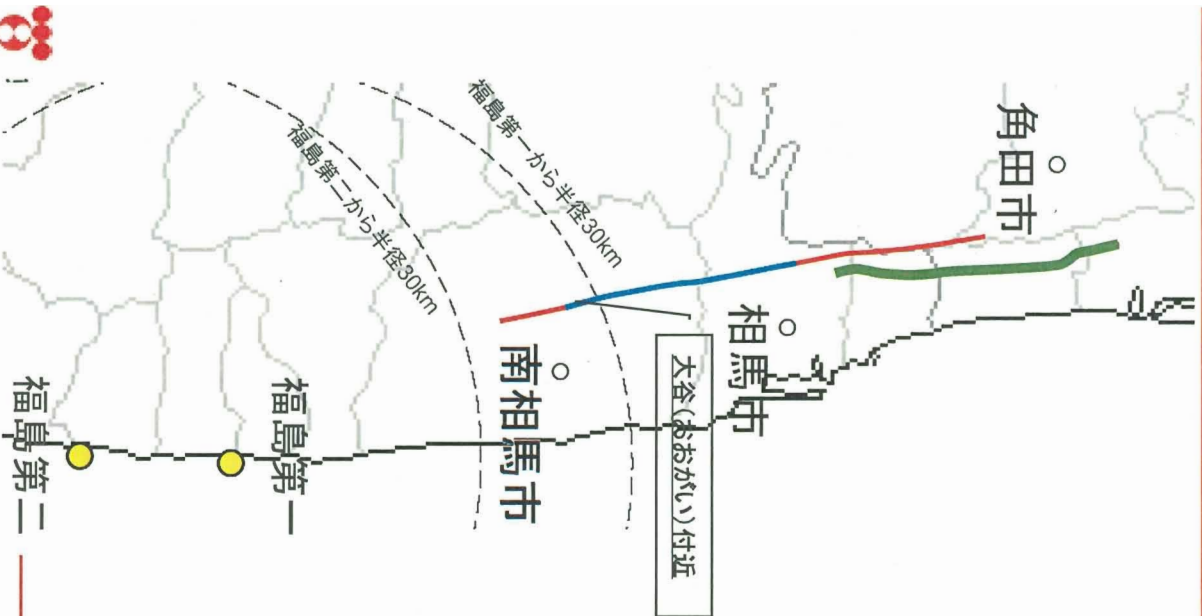 角田市
相馬市
大谷(おおがい)付近
福島第一から半径30km
南相馬市
福島第二から半径30km
福島第一
福島第二